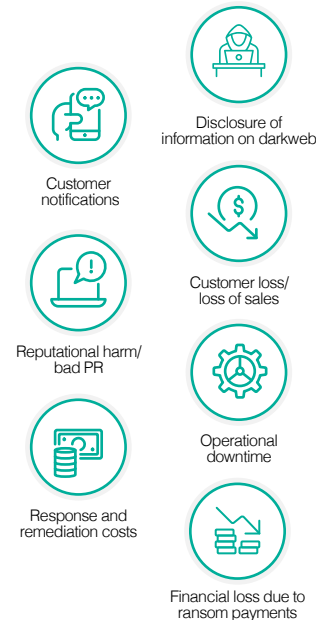 Disclosure of
information on darkweb
Customer
notifications
$
Customer loss/
loss of sales
!
Reputational harm/
bad PR
Operational
downtime
Response and
remediation costs
Financial loss due to
ransom payments